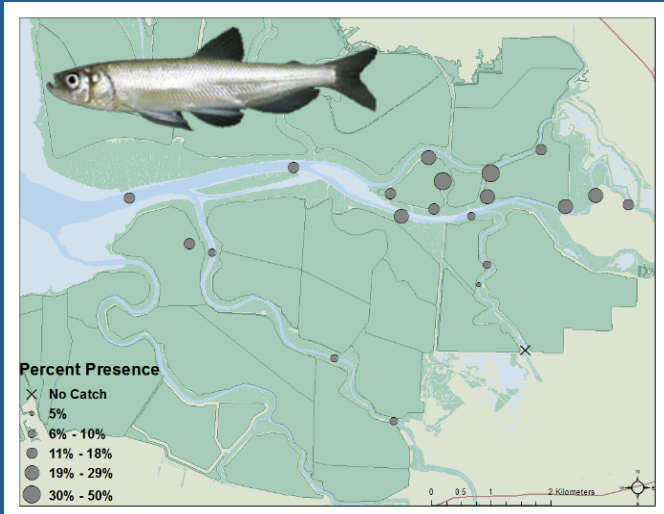 Percent Presence
No Catch
5%
6% - 10%
11% - 18%
19% - 29%
30% - 50%
0 0.5 1 2 Kilometers